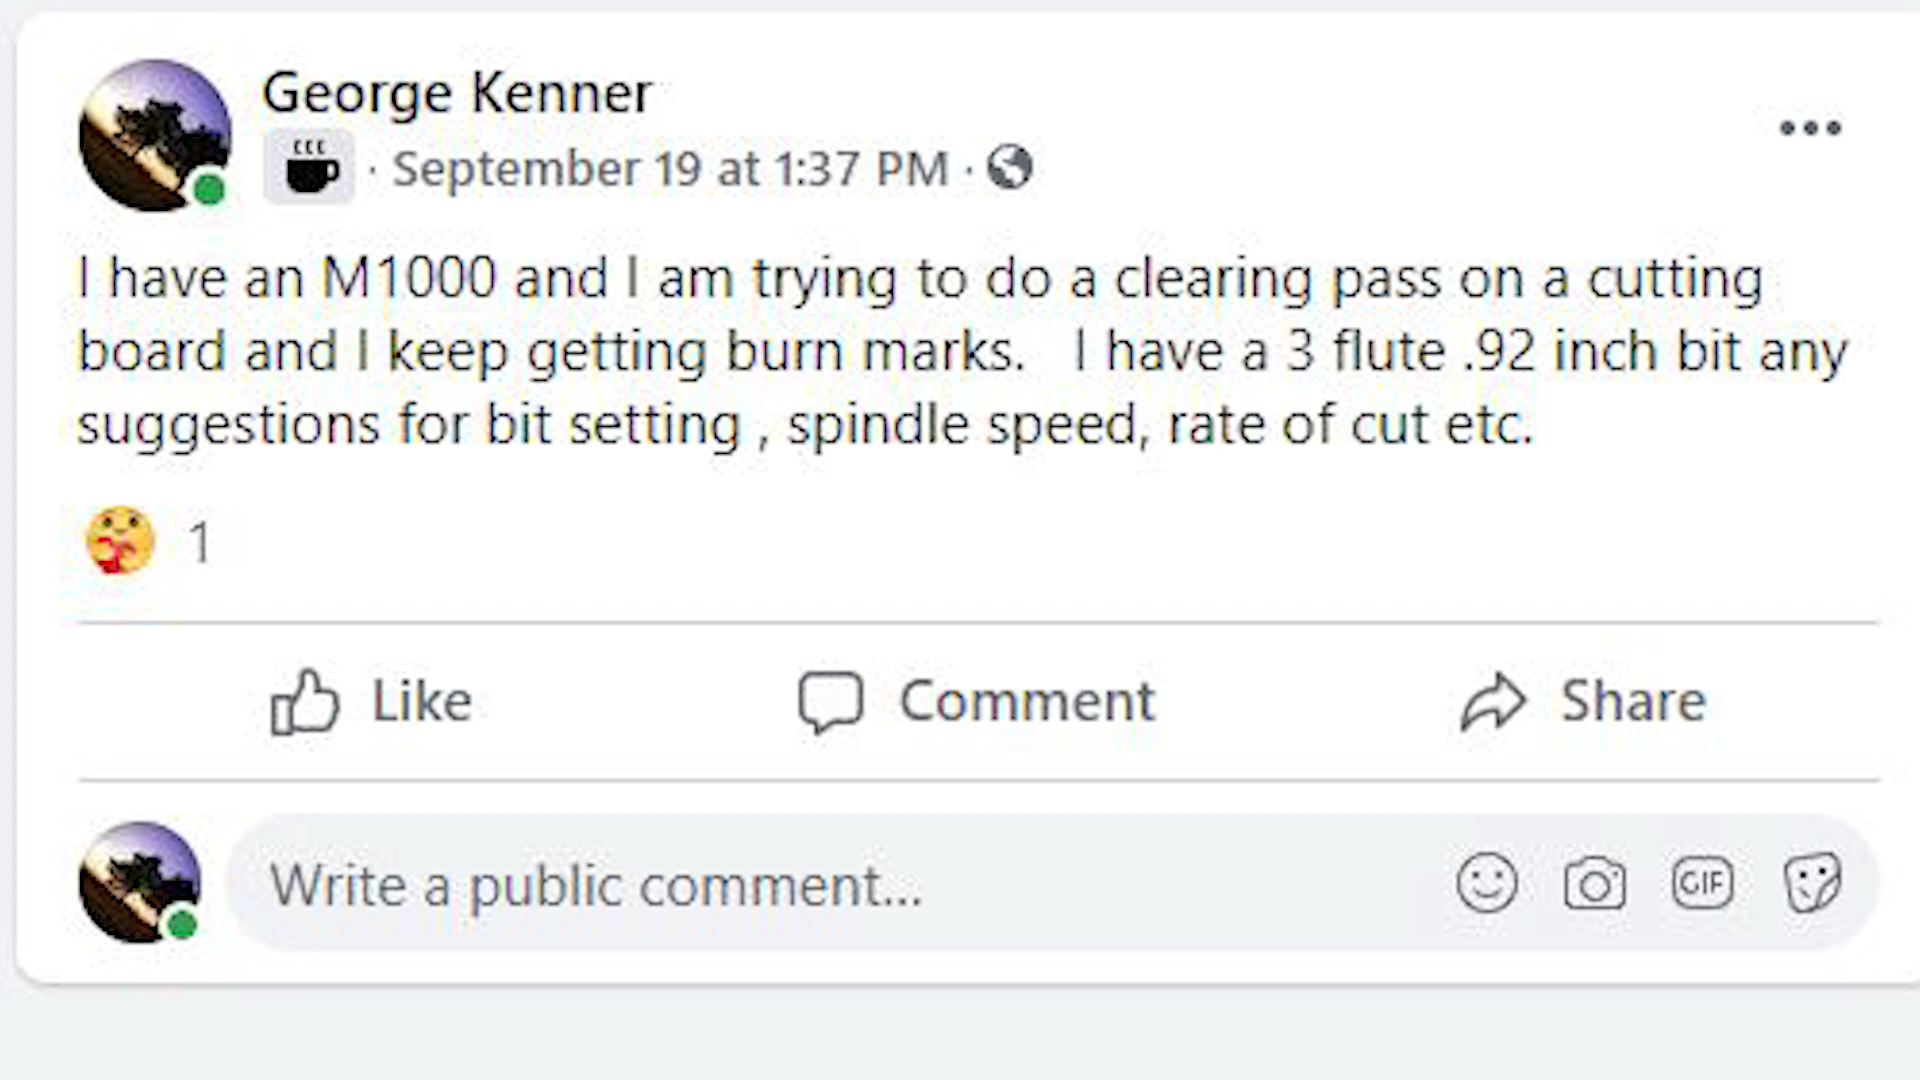 George Kenner
· September 19 at 1:37 PM ·
I have an M1000 and I am trying to do a clearing pass on a cutting
board and I keep getting burn marks.   I have a 3 flute .92 inch bit any
suggestions for bit setting , spindle speed, rate of cut etc.
1
Like Comment Share
Write a public comment... GIF